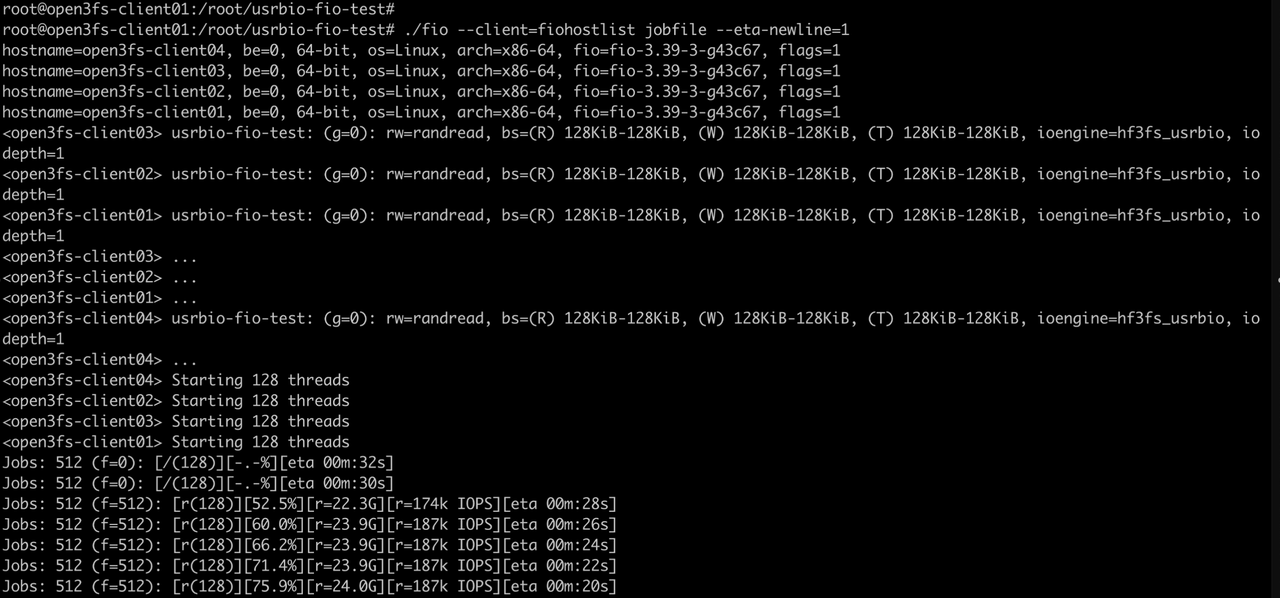 root@open3fs-client01:/root/usrbio-fio-test#
root@open3fs-client01:/root/usrbio-fio-test# ./fio --client=fiohostlist jobfile --eta-newline=1
hostname=open3fs-client04, be=0, 64-bit, os=Linux, arch=x86-64, fio=fio-3.39-3-g43c67, flags=1
hostname=open3fs-client03, be=0, 64-bit, os=Linux, arch=x86-64, fio=fio-3.39-3-g43c67, flags=1
hostname=open3fs-client02, be=0, 64-bit, os=Linux, arch=x86-64, fio=fio-3.39-3-g43c67, flags=1
hostname=open3fs-client01, be=0, 64-bit, os=Linux, arch=x86-64, fio=fio-3.39-3-g43c67, flags=1
<open3fs-client03> usrbio-fio-test: (g=0): rw=randread, bs=(R) 128KiB-128KiB, (W) 128KiB-128KiB, (T) 128KiB-128KiB, ioengine=hf3fs_usrbio, io
depth=1
<open3fs-client02> usrbio-fio-test: (g=0): rw=randread, bs=(R) 128KiB-128KiB, (W) 128KiB-128KiB, (T) 128KiB-128KiB, ioengine=hf3fs_usrbio, io
depth=1
<open3fs-client01> usrbio-fio-test: (g=0): rw=randread, bs=(R) 128KiB-128KiB, (W) 128KiB-128KiB, (T) 128KiB-128KiB, ioengine=hf3fs_usrbio, io
depth=1
<open3fs-client03> ...
<open3fs-client02> ...
<open3fs-client01> ...
<open3fs-client04> usrbio-fio-test: (g=0): rw=randread, bs=(R) 128KiB-128KiB, (W) 128KiB-128KiB, (T) 128KiB-128KiB, ioengine=hf3fs_usrbio, io
depth=1
<open3fs-client04> ...
<open3fs-client04> Starting 128 threads
<open3fs-client02> Starting 128 threads
<open3fs-client03> Starting 128 threads
<open3fs-client01> Starting 128 threads
Jobs: 512 (f=0): [/(128)][-.-%][eta 00m:32s]
Jobs: 512 (f=0): [/(128)][-.-%][eta 00m:30s]
Jobs: 512 (f=512): [r(128)][52.5%][r=22.3G][r=174k IOPS][eta 00m:28s]
Jobs: 512 (f=512): [r(128)][60.0%][r=23.9G][r=187k IOPS][eta 00m:26s]
Jobs: 512 (f=512): [r(128)][66.2%][r=23.9G][r=187k IOPS][eta 00m:24s]
Jobs: 512 (f=512): [r(128)][71.4%][r=23.9G][r=187k IOPS][eta 00m:22s]
Jobs: 512 (f=512): [r(128)][75.9%][r=24.0G][r=187k IOPS][eta 00m:20s]